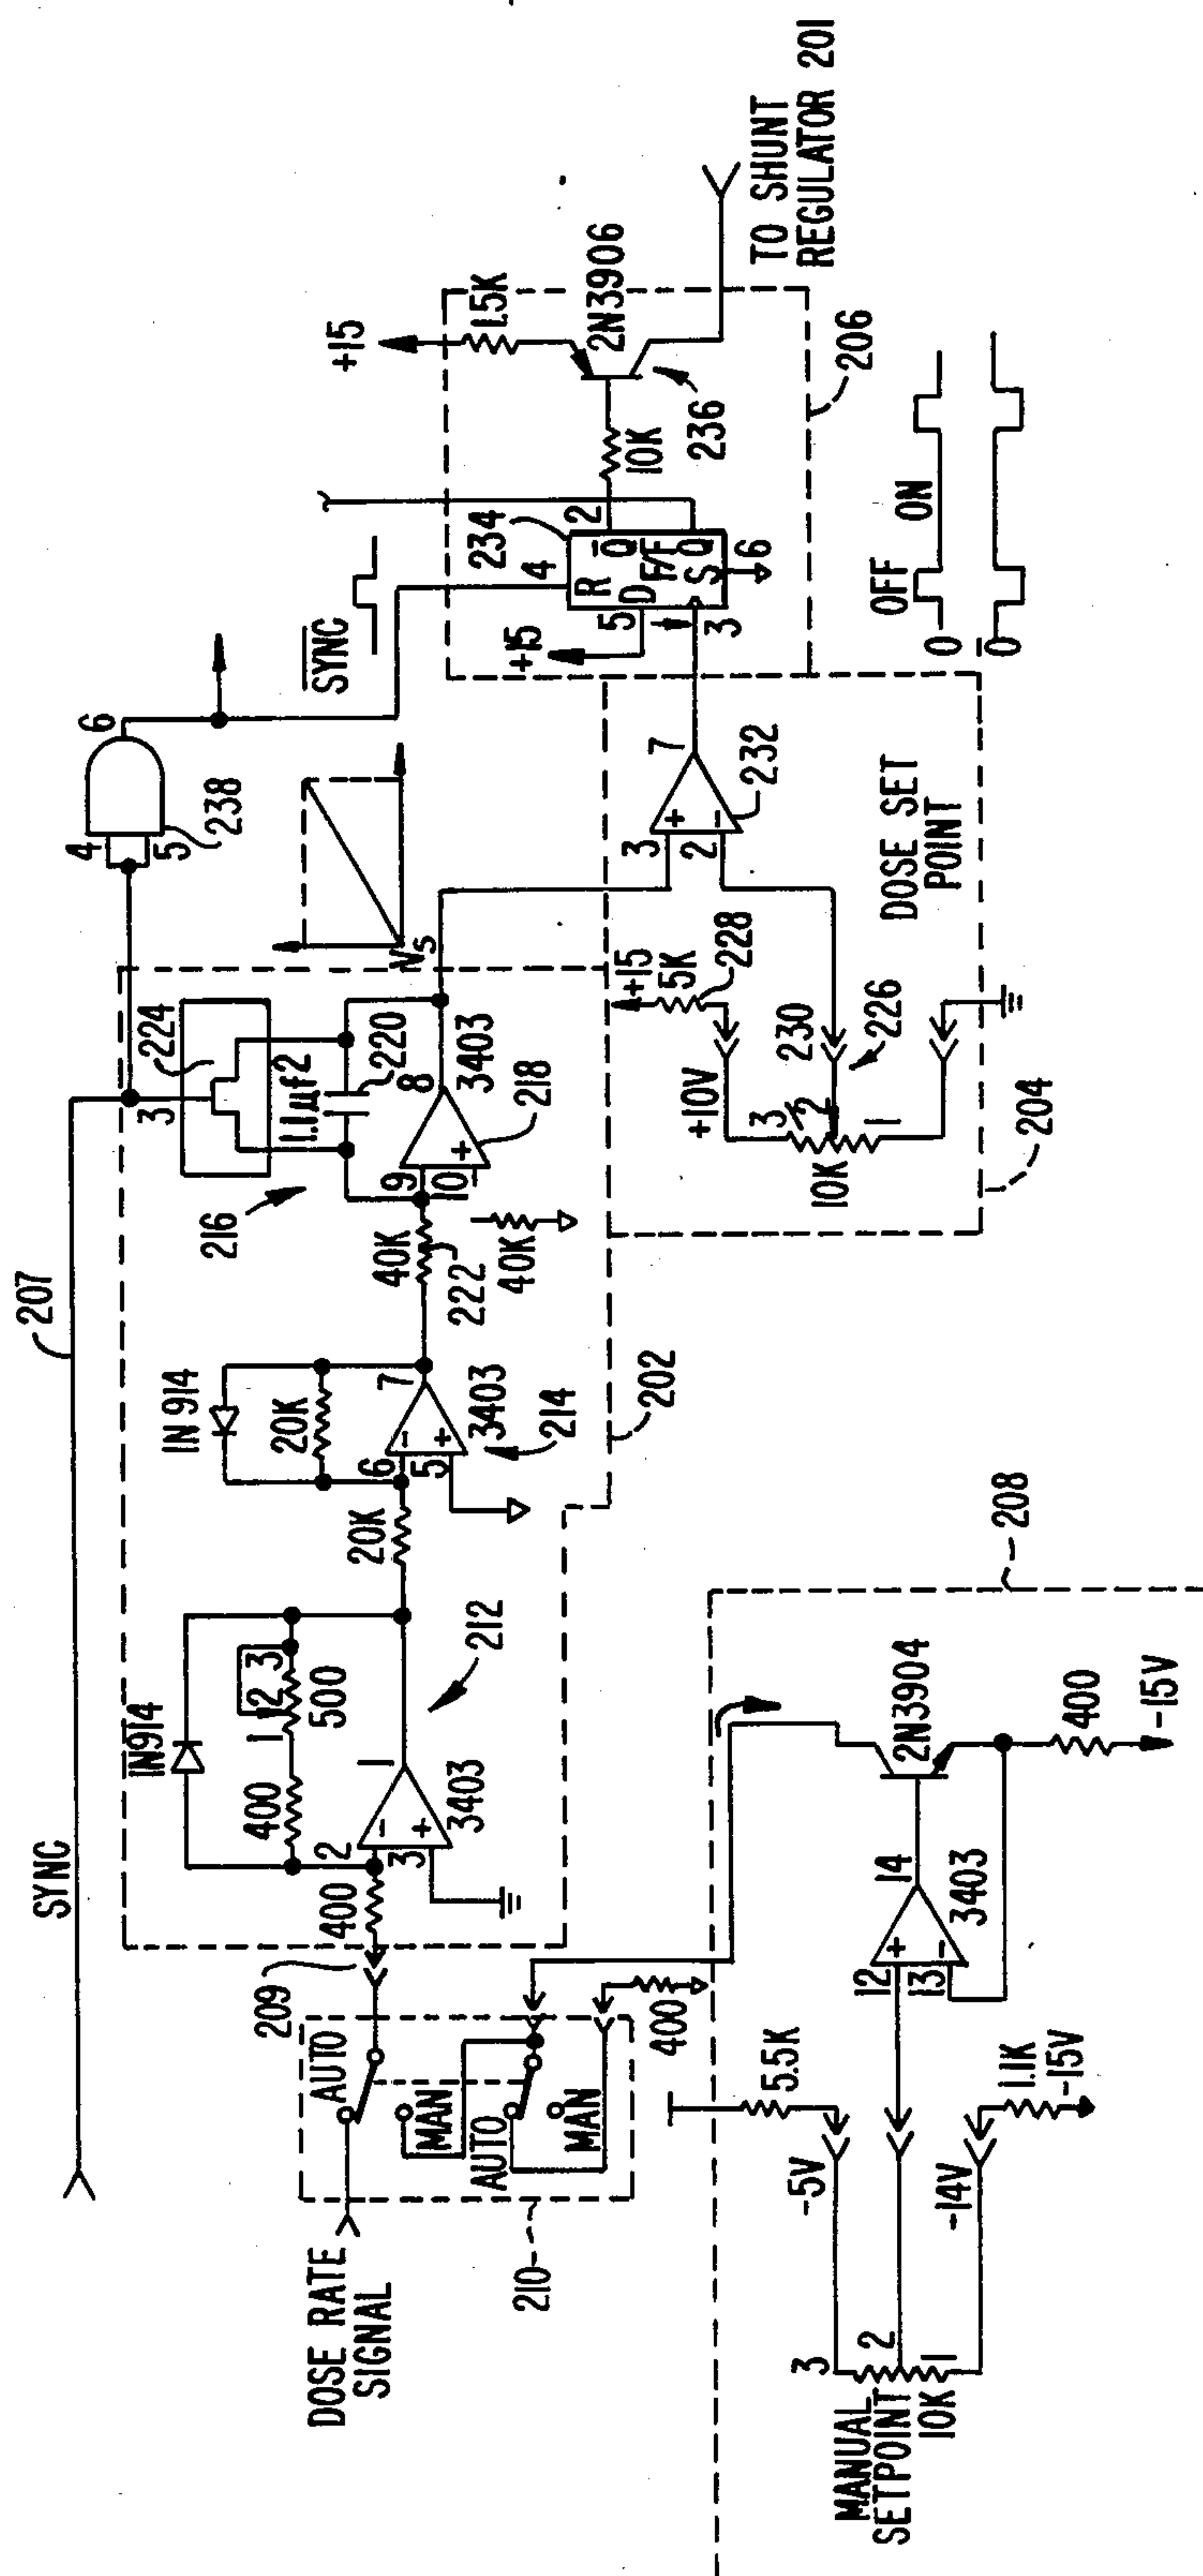 207
SYNC
4
5
6
238
SYNC
IN914
1 2 3
500
400
209
400
2
3
1
3403
212
IN 914
20K
20K
6
5
7
3403
214
216
3
224
1.1µf
2
220
40K
222
40K
9
10
8
3403
218
Vs
202
+15
5K
228
+10V
3
2
1
10K
230
226
204
3
2
7
232
DOSE SET
POINT
234
4
R
D
5
+15
Q
2
F/F
Q
S
3
6
10K
+15
1.5K
2N3906
236
206
TO SHUNT
REGULATOR 201
OFF
ON
0
0
DOSE RATE
SIGNAL
AUTO
MAN
AUTO
MAN
210
400
MANUAL
SETPOINT
10K
3
2
1
-5V
-14V
5.5K
1.1K
-15V
12
13
14
3403
2N3904
400
-15V
208